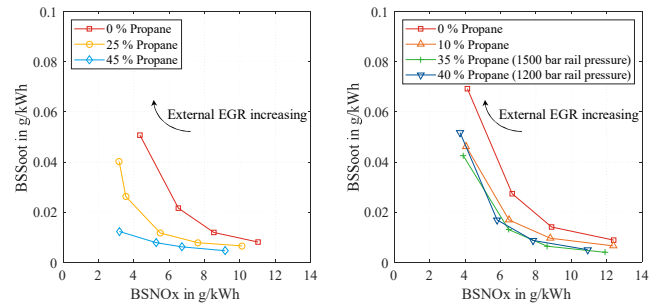 0.1
0.08
0.06
0.04
0.02
0
BSSoot in g/kWh
0 % Propane
25 % Propane
45 % Propane
External EGR increasing
0 2 4 6 8 10 12 14
BSNOx in g/kWh
0.1
0.08
0.06
0.04
0.02
0
BSSoot in g/kWh
0 % Propane
10 % Propane
35 % Propane (1500 bar rail pressure)
40 % Propane (1200 bar rail pressure)
External EGR increasing
0 2 4 6 8 10 12 14
BSNOx in g/kWh